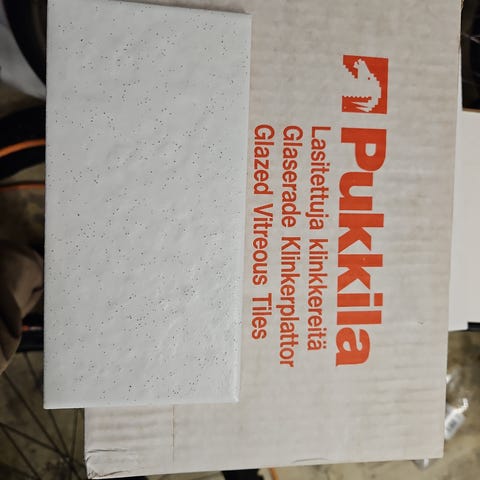 Pukkila
Lasitettuja klinkkereitä
Glaserade Klinkerplattor
Glazed Vitreous Tiles